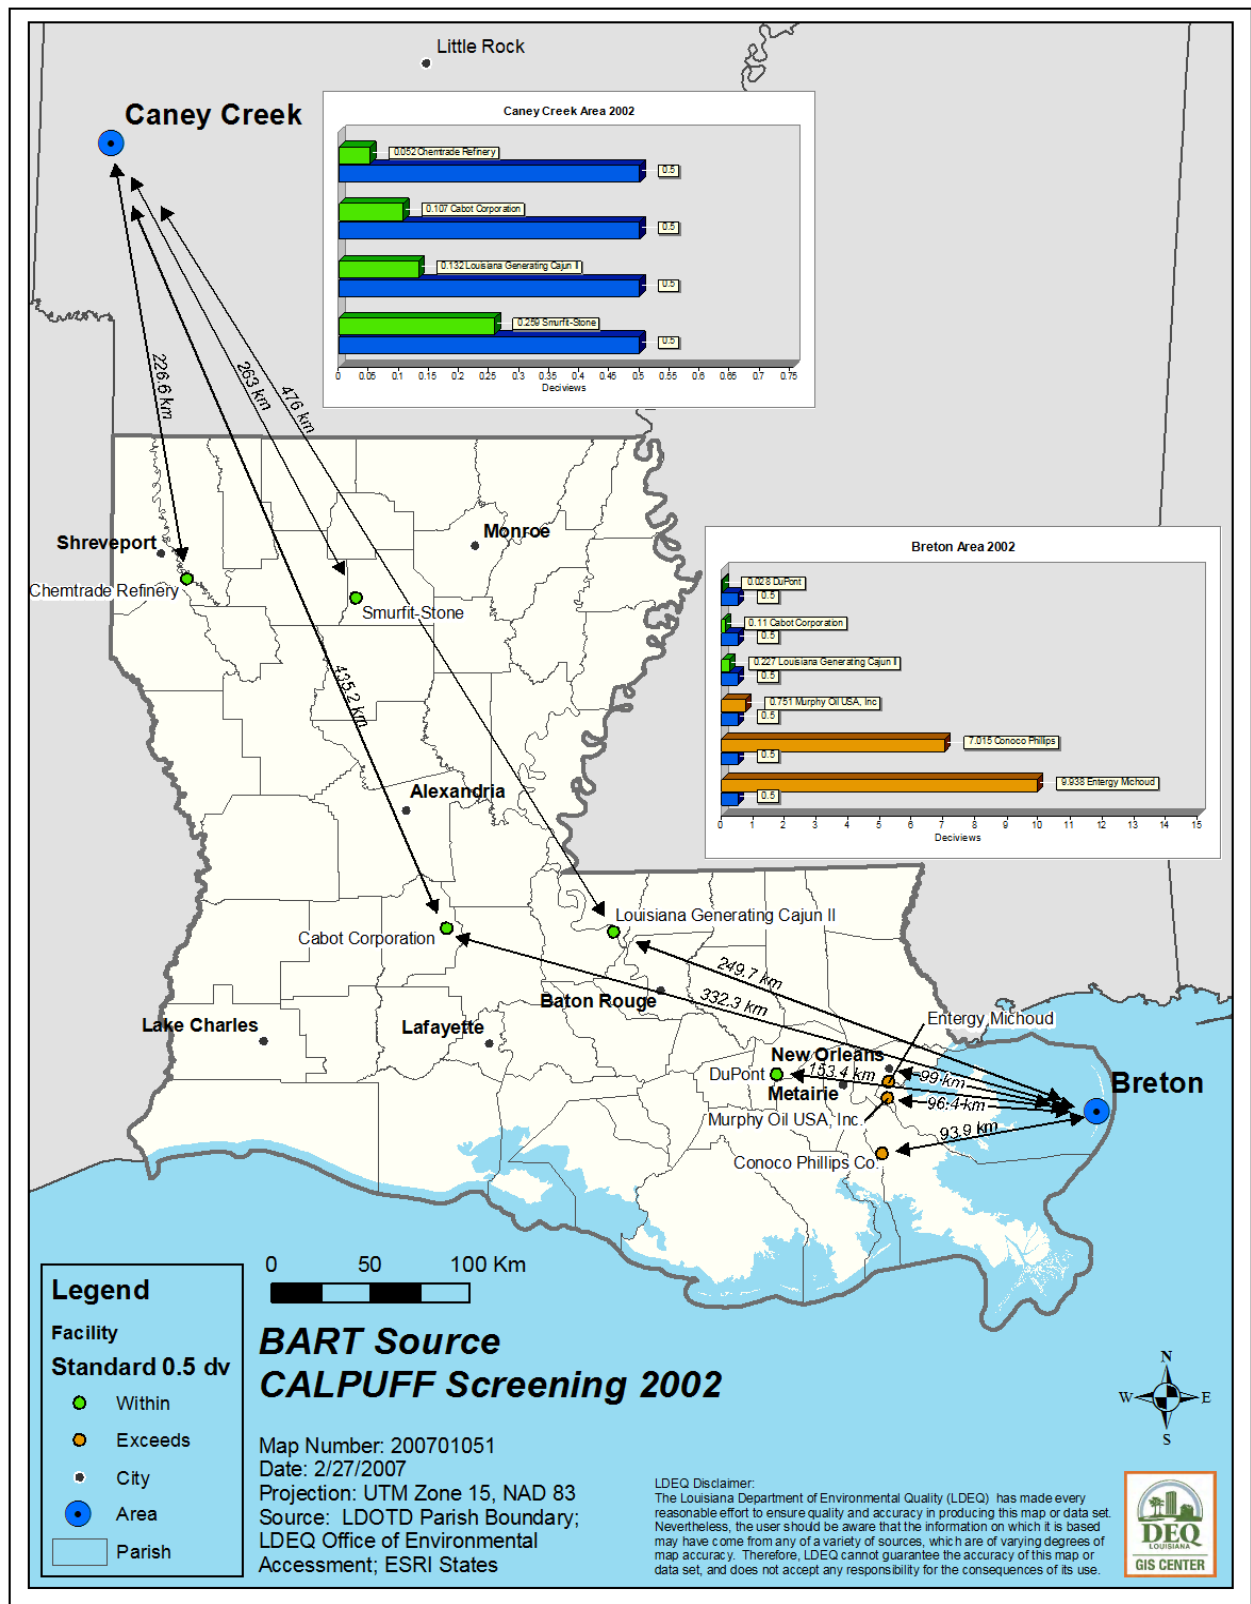 Little Rock
Caney Creek
Caney Creek Area 2002
0.052 Chemtrade Refinery
0.5
0.107 Cabot Corporation
0.5
0.132 Louisiana Generating Cajun II
0.5
0.259 Smurfit-Stone
0.5
0 0.05 0.1 0.15 0.2 0.25 0.3 0.35 0.4 0.45 0.5 0.55 0.6 0.65 0.7 0.75
Deciviews
226.6 km
263 km
476 km
Shreveport
Monroe
Chemtrade Refinery
Smurfit-Stone
Breton Area 2002
0.028 DuPont
0.5
0.11 Cabot Corporation
0.5
0.227 Louisiana Generating Cajun II
0.5
0.751 Murphy Oil USA, Inc
0.5
7.015 Conoco Phillips
0.5
9.938 Entergy Michoud
0.5
0 1 2 3 4 5 6 7 8 9 10 11 12 13 14 15
Deciviews
435.2 km
Alexandria
Louisiana Generating Cajun II
Cabot Corporation
249.7 km
332.3 km
Baton Rouge
Lake Charles
Lafayette
Entergy Michoud
New Orleans
DuPont
153.4 km
99 km
Metairie
96.4 km
Breton
Murphy Oil USA, Inc.
93.9 km
Conoco Phillips Co.
0 50 100 Km
Legend
Facility
Standard 0.5 dv
Within
Exceeds
City
Area
Parish
BART Source
CALPUFF Screening 2002
Map Number: 200701051
Date: 2/27/2007
Projection: UTM Zone 15, NAD 83
Source: LDOTD Parish Boundary;
LDEQ Office of Environmental
Assessment; ESRI States
N
W E
S
LDEQ Disclaimer:
The Louisiana Department of Environmental Quality (LDEQ) has made every
reasonable effort to ensure quality and accuracy in producing this map or data set.
Nevertheless, the user should be aware that the information on which it is based
may have come from any of a variety of sources, which are of varying degrees of
map accuracy. Therefore, LDEQ cannot guarantee the accuracy of this map or
data set, and does not accept any responsibility for the consequences of its use.
DEQ
LOUISIANA
GIS CENTER